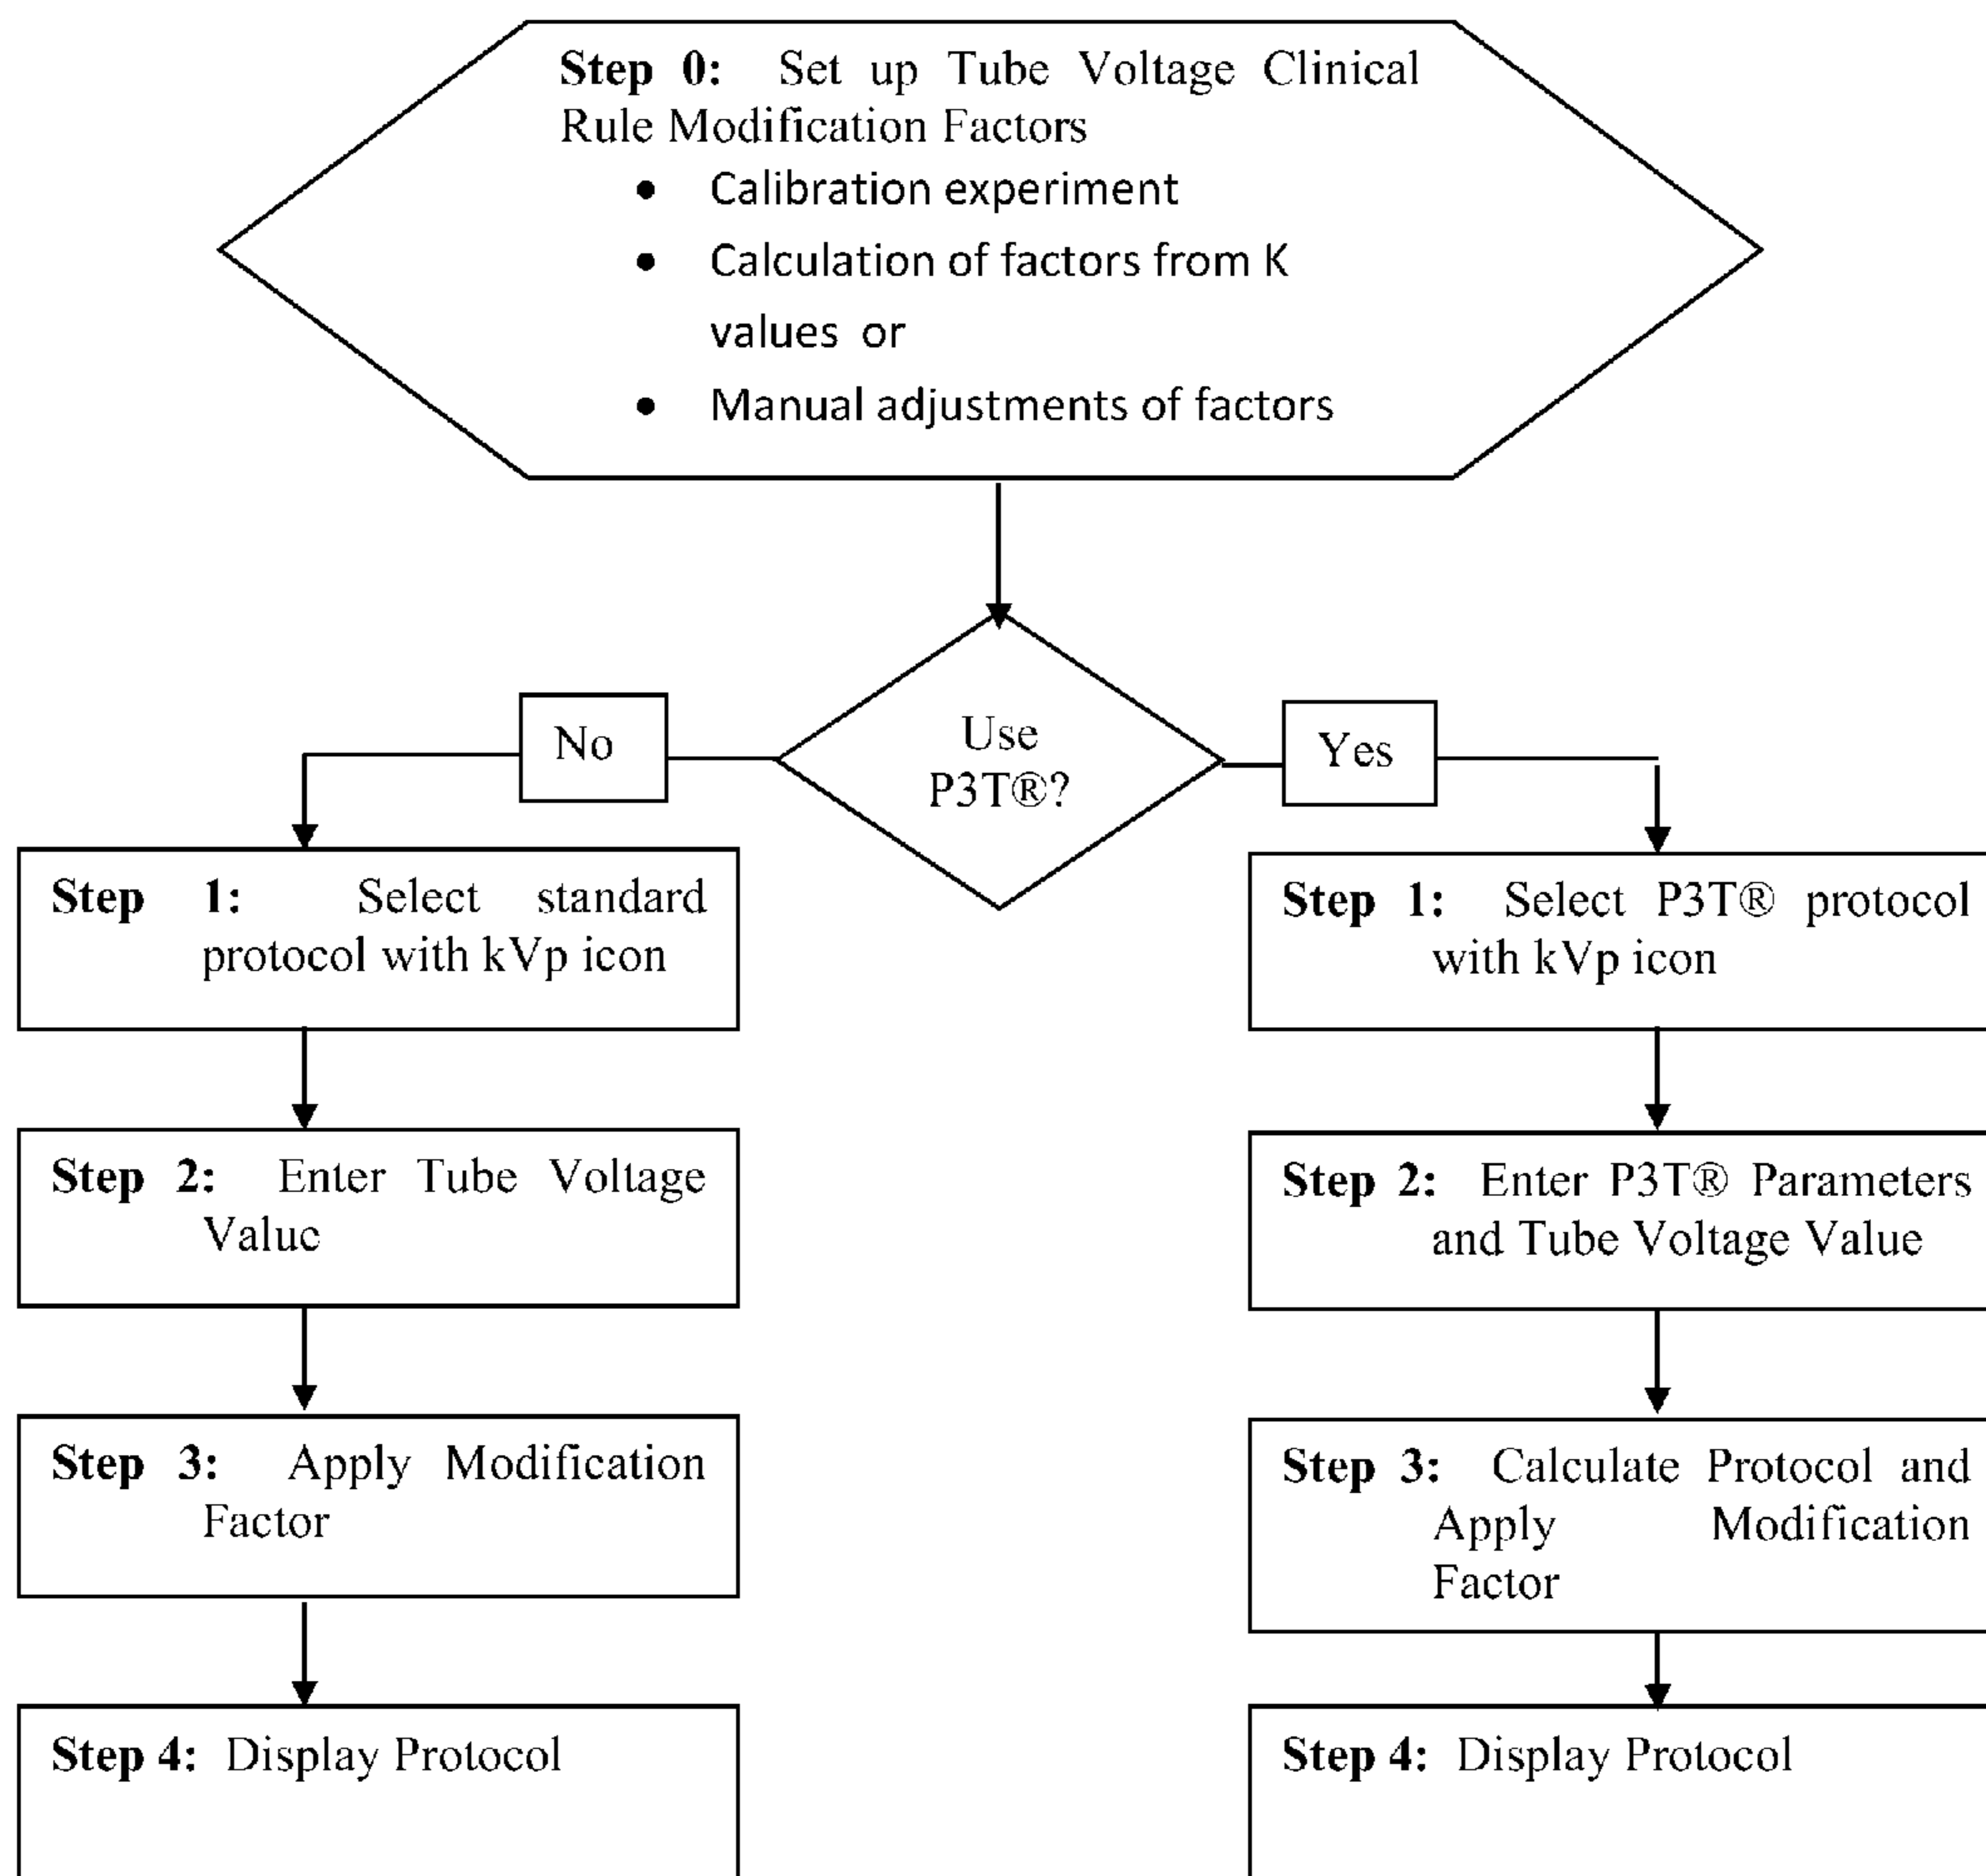 Step 0: Set up Tube Voltage Clinical
Rule Modification Factors
• Calibration experiment
• Calculation of factors from K
values or
• Manual adjustments of factors
Use
P3T®?
No
Yes
Step 1: Select standard
protocol with kVp icon
Step 2: Enter Tube Voltage
Value
Step 3: Apply Modification
Factor
Step 4: Display Protocol
Step 1: Select P3T® protocol
with kVp icon
Step 2: Enter P3T® Parameters
and Tube Voltage Value
Step 3: Calculate Protocol and
Apply Modification
Factor
Step 4: Display Protocol